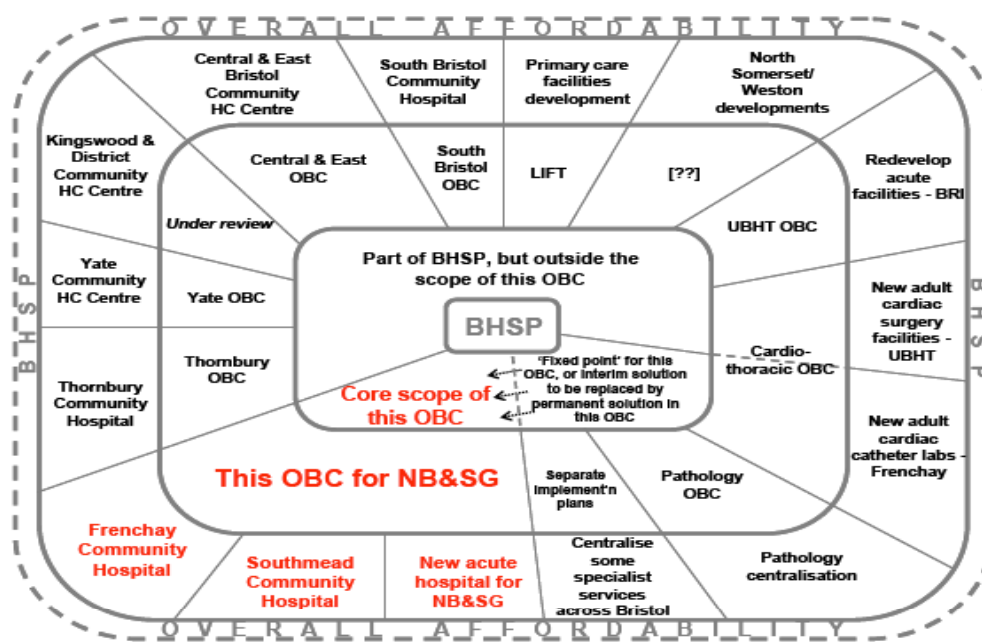 OVERALL AFFORDABILITY
Central & East
Bristol
Community
HC Centre
South Bristol
Community
Hospital
Primary care
facilities
development
North
Somerset/
Weston
developments
Kingswood &
District
Community
HC Centre
Central & East
OBC
South
Bristol
OBC
LIFT
[??]
Redevelop
acute
facilities - BRI
Under review
UBHT OBC
Part of BHSP, but outside the
scope of this OBC
Yate
Community
HC Centre
Yate OBC
BHSP
BHSP
BHSP
New adult
cardiac
surgery
facilities -
UBHT
Thornbury
OBC
Cardio-
thoracic OBC
'Fixed point' for this
OBC, or interim solution
to be replaced by
permanent solution in
this OBC
Core scope of
this OBC
Thornbury
Community
Hospital
New adult
cardiac
catheter labs -
Frenchay
This OBC for NB&SG
Separate
implement'n
plans
Pathology
OBC
Frenchay
Community
Hospital
Southmead
Community
Hospital
New acute
hospital for
NB&SG
Centralise
some
specialist
services
across Bristol
Pathology
centralisation
OVERALL AFFORDABILITY